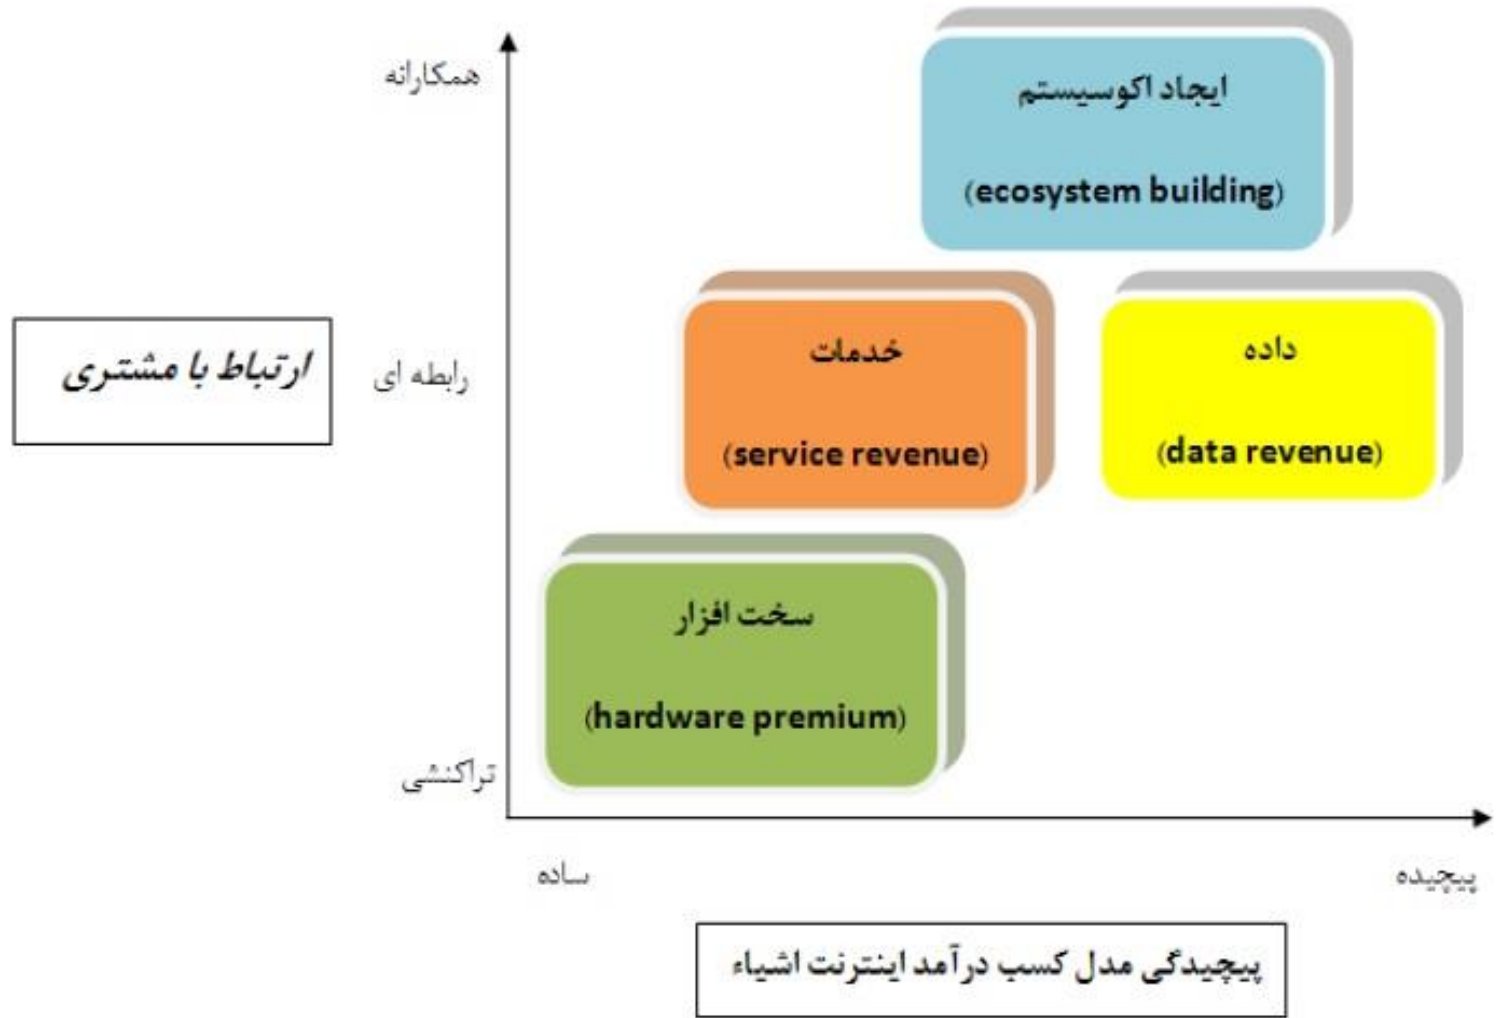 همکارانه
ایجاد اکوسیستم
(ecosystem building)
ارتباط با مشتری
رابطه ای
خدمات
(service revenue)
داده
(data revenue)
سخت افزار
(hardware premium)
تراکنشی
ساده
پیچیده
پیچیدگی مدل کسب درآمد اینترنت اشیاء